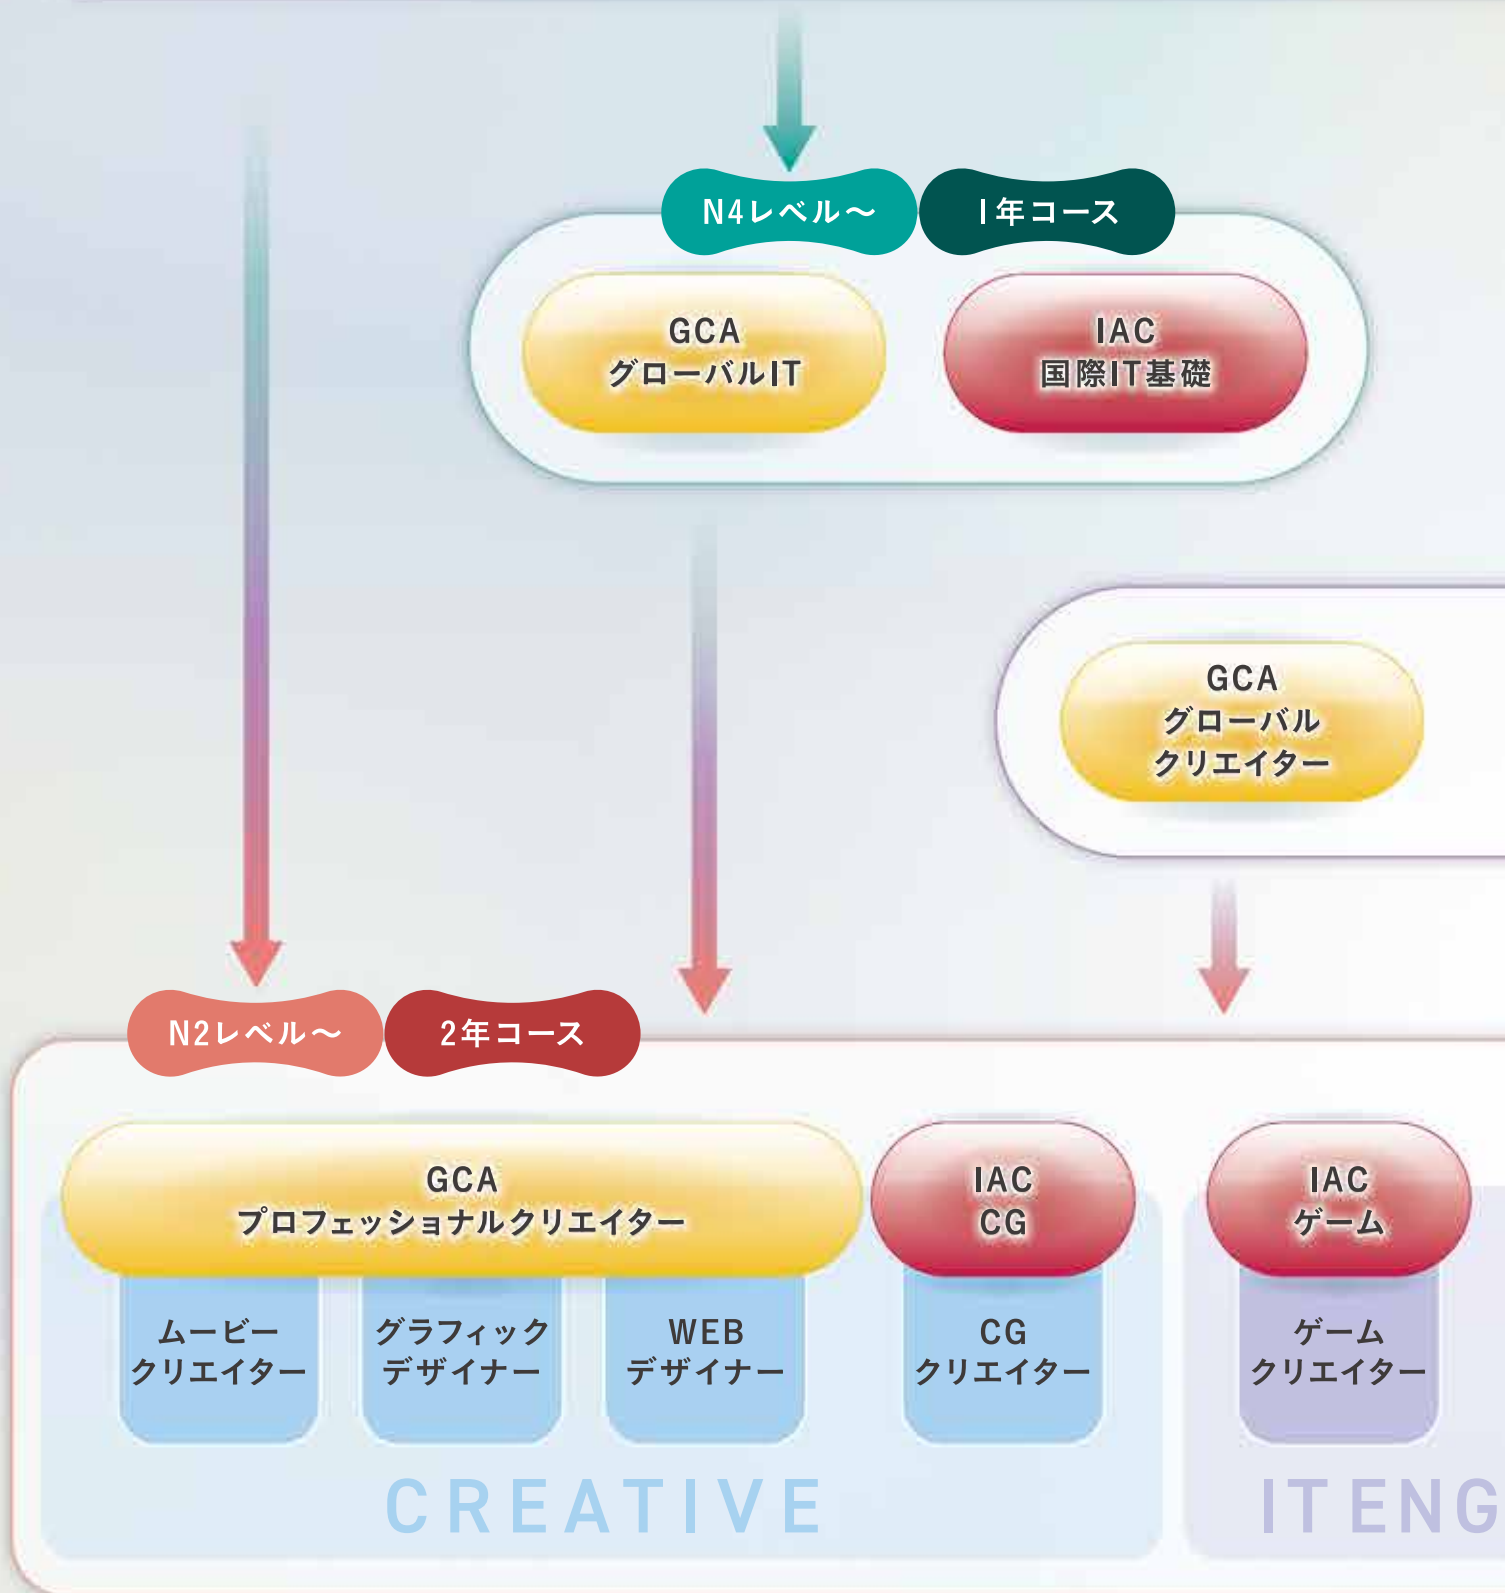 N4レベル～
1年コース
GCA
グローバルIT
IAC
国際IT基礎
GCA
グローバル
クリエイター
N2レベル～
2年コース
GCA
プロフェッショナルクリエイター
IAC
CG
IAC
ゲーム
ムービー
クリエイター
グラフィック
デザイナー
WEB
デザイナー
CG
クリエイター
ゲーム
クリエイター
CREATIVE
IT ENG